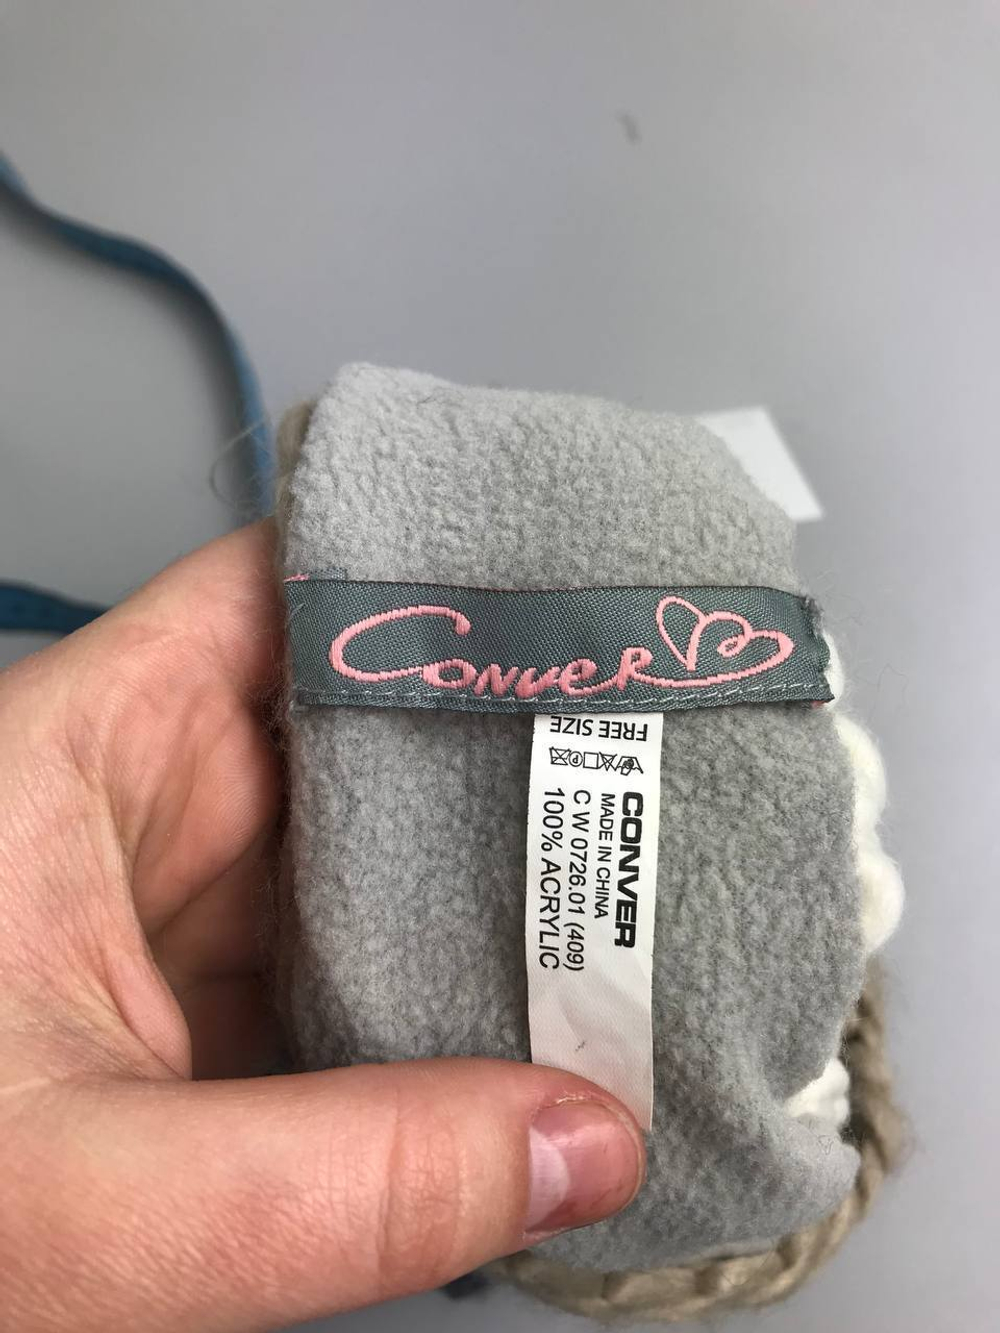 CONVER
FREE SIZE
CONVER
MADE IN CHINA
C W 0726.01 (409)
100% ACRYLIC